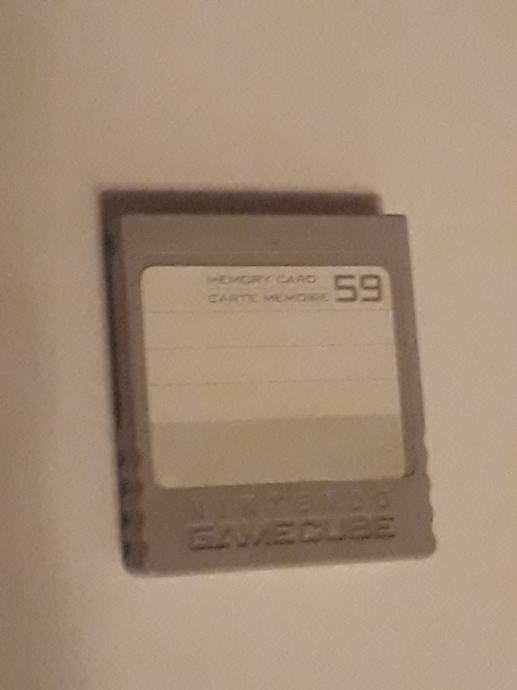 MEMORY CARD
CARTE MEMOIRE 59
NINTENDO
GAMECUBE